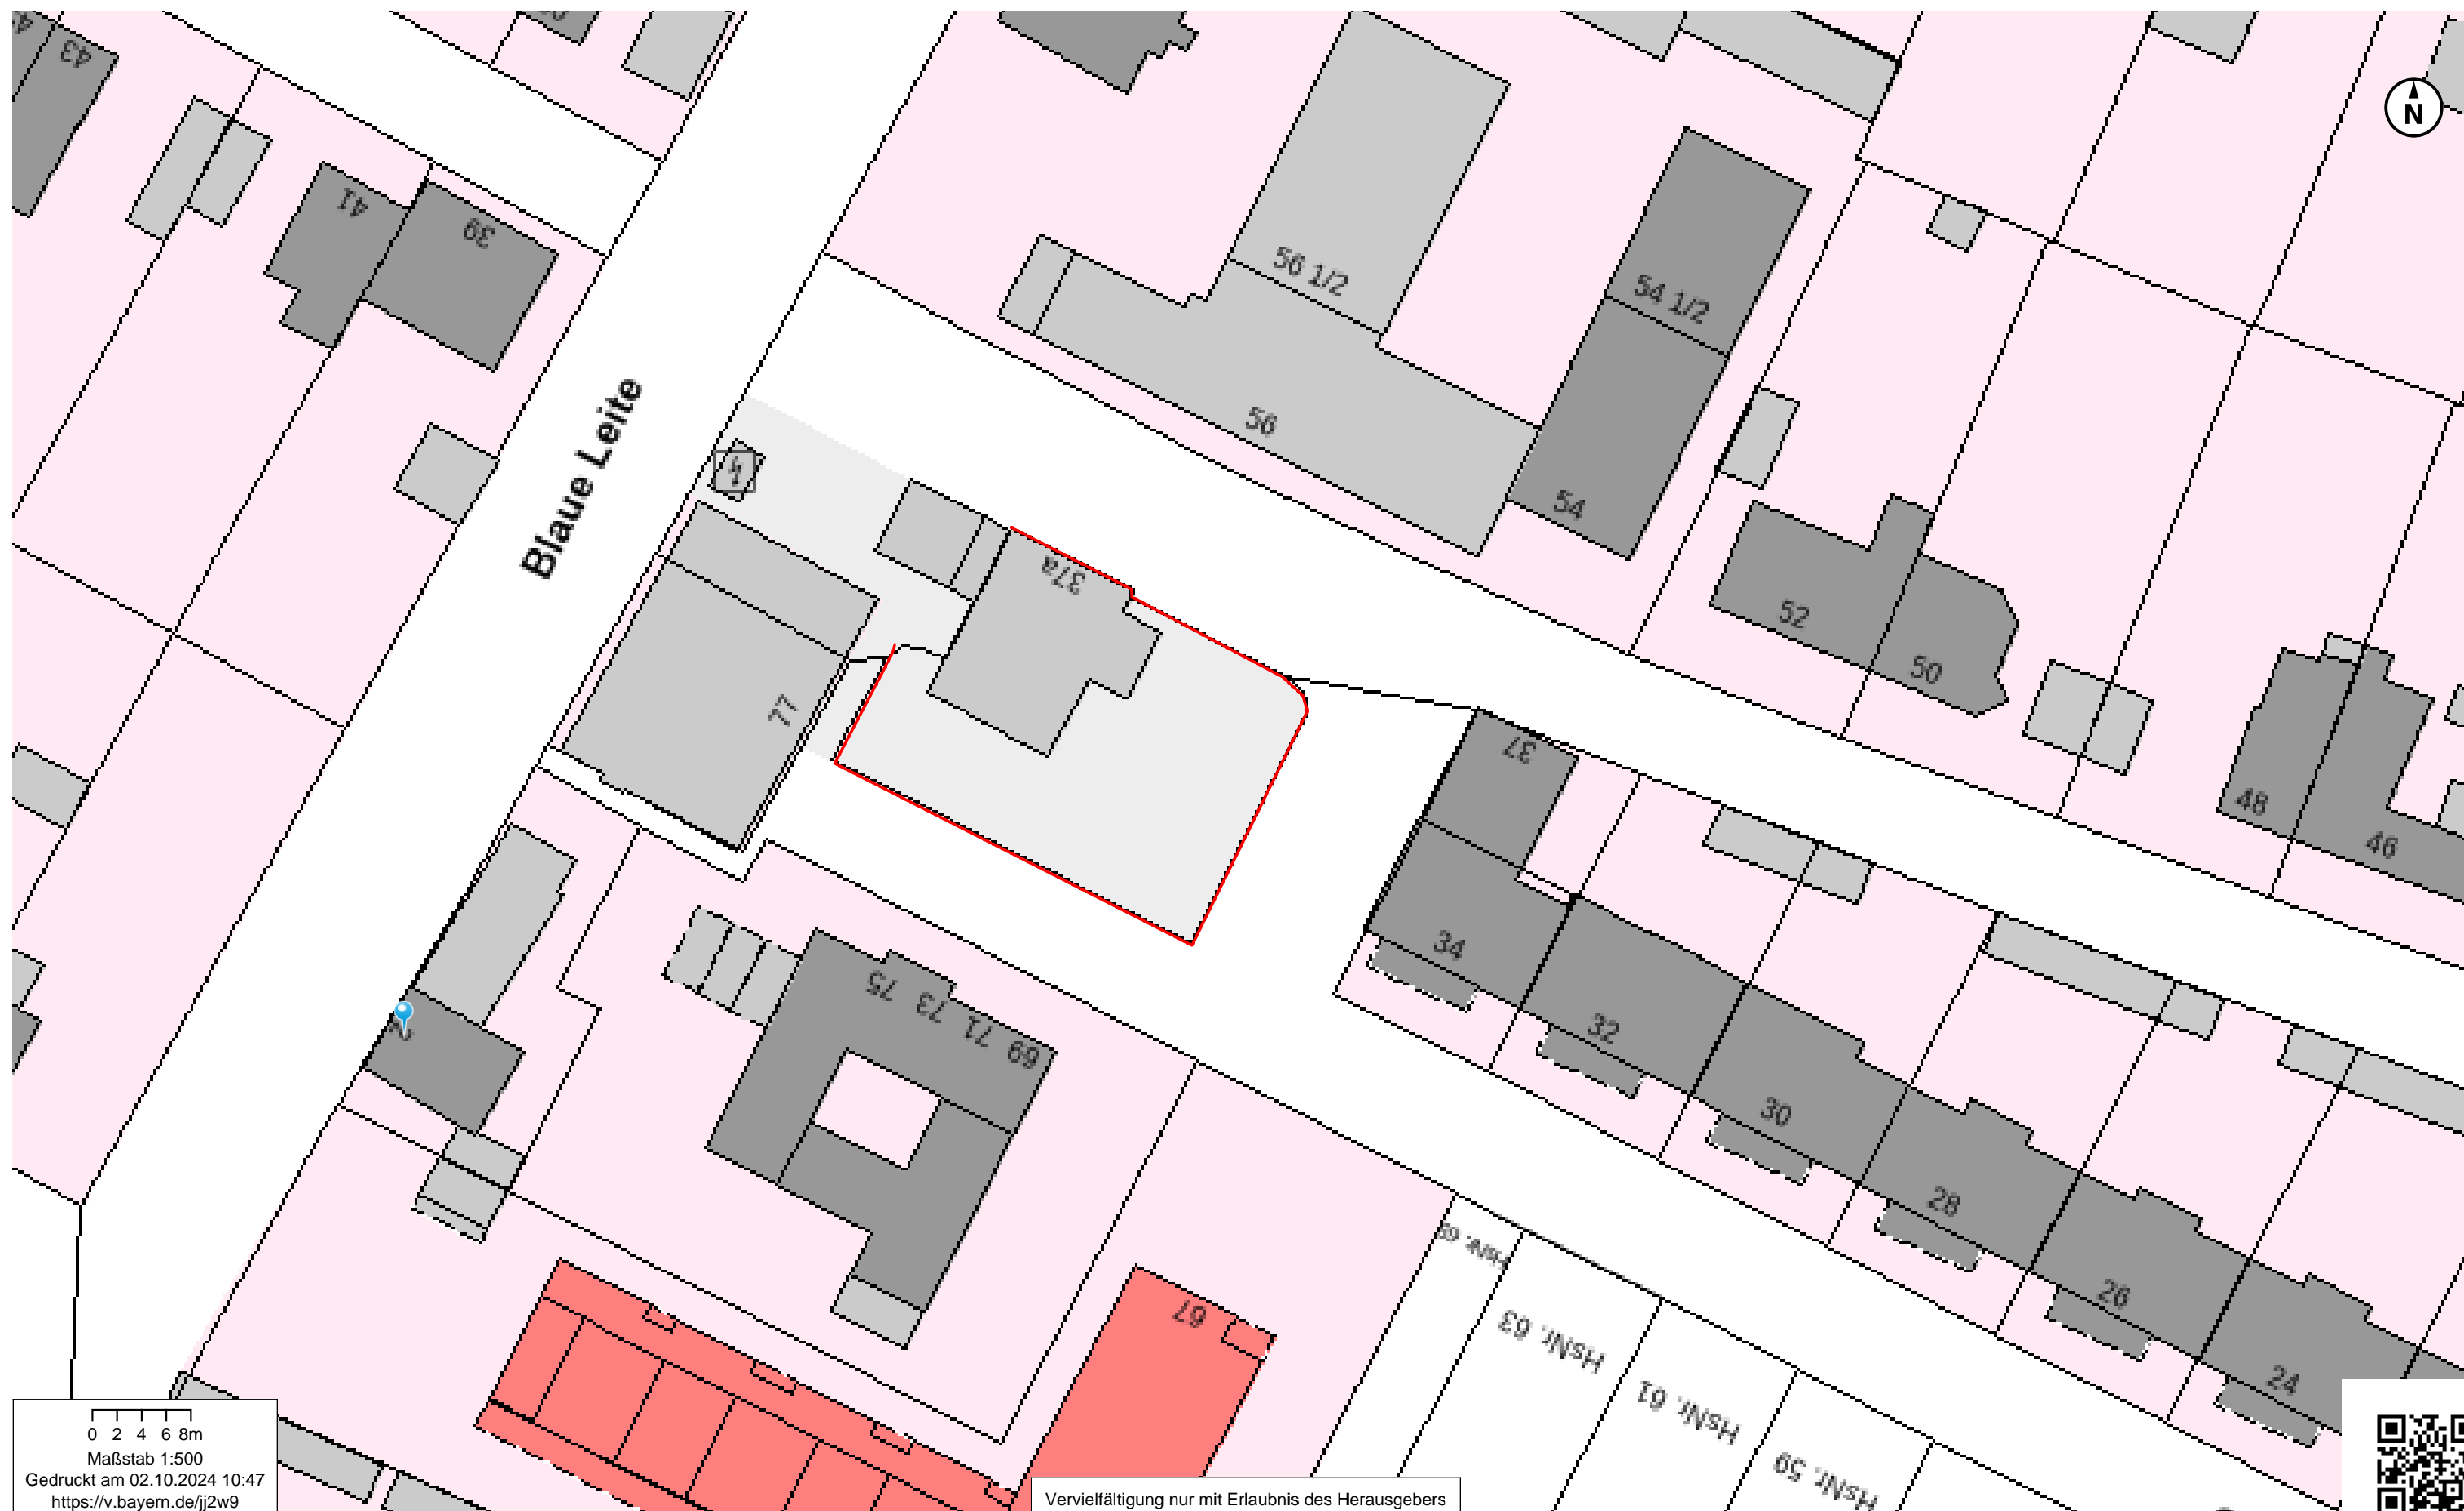 43
N
41
39
56 1/2
54 1/2
Blaue Leite
56
54
37a
52
50
77
37
48
46
34
75 73 71 69
2
32
30
28
67
HsNr. 63
26
HsNr. 61
24
HsNr. 59
0 2 4 6 8m
Maßstab 1:500
Gedruckt am 02.10.2024 10:47
https://v.bayern.de/jj2w9
Vervielfältigung nur mit Erlaubnis des Herausgebers